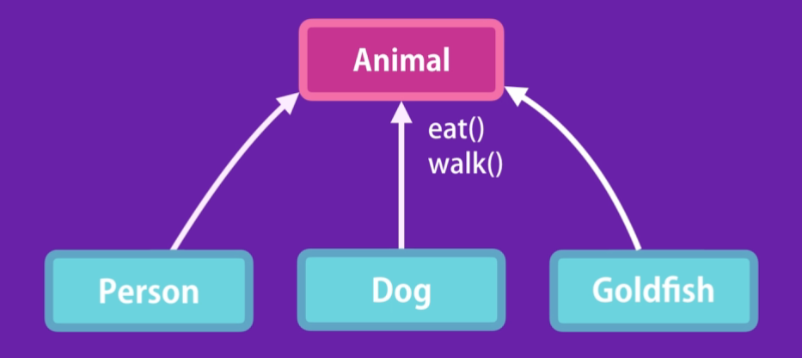 Animal
eat()
walk()
Person
Dog
Goldfish